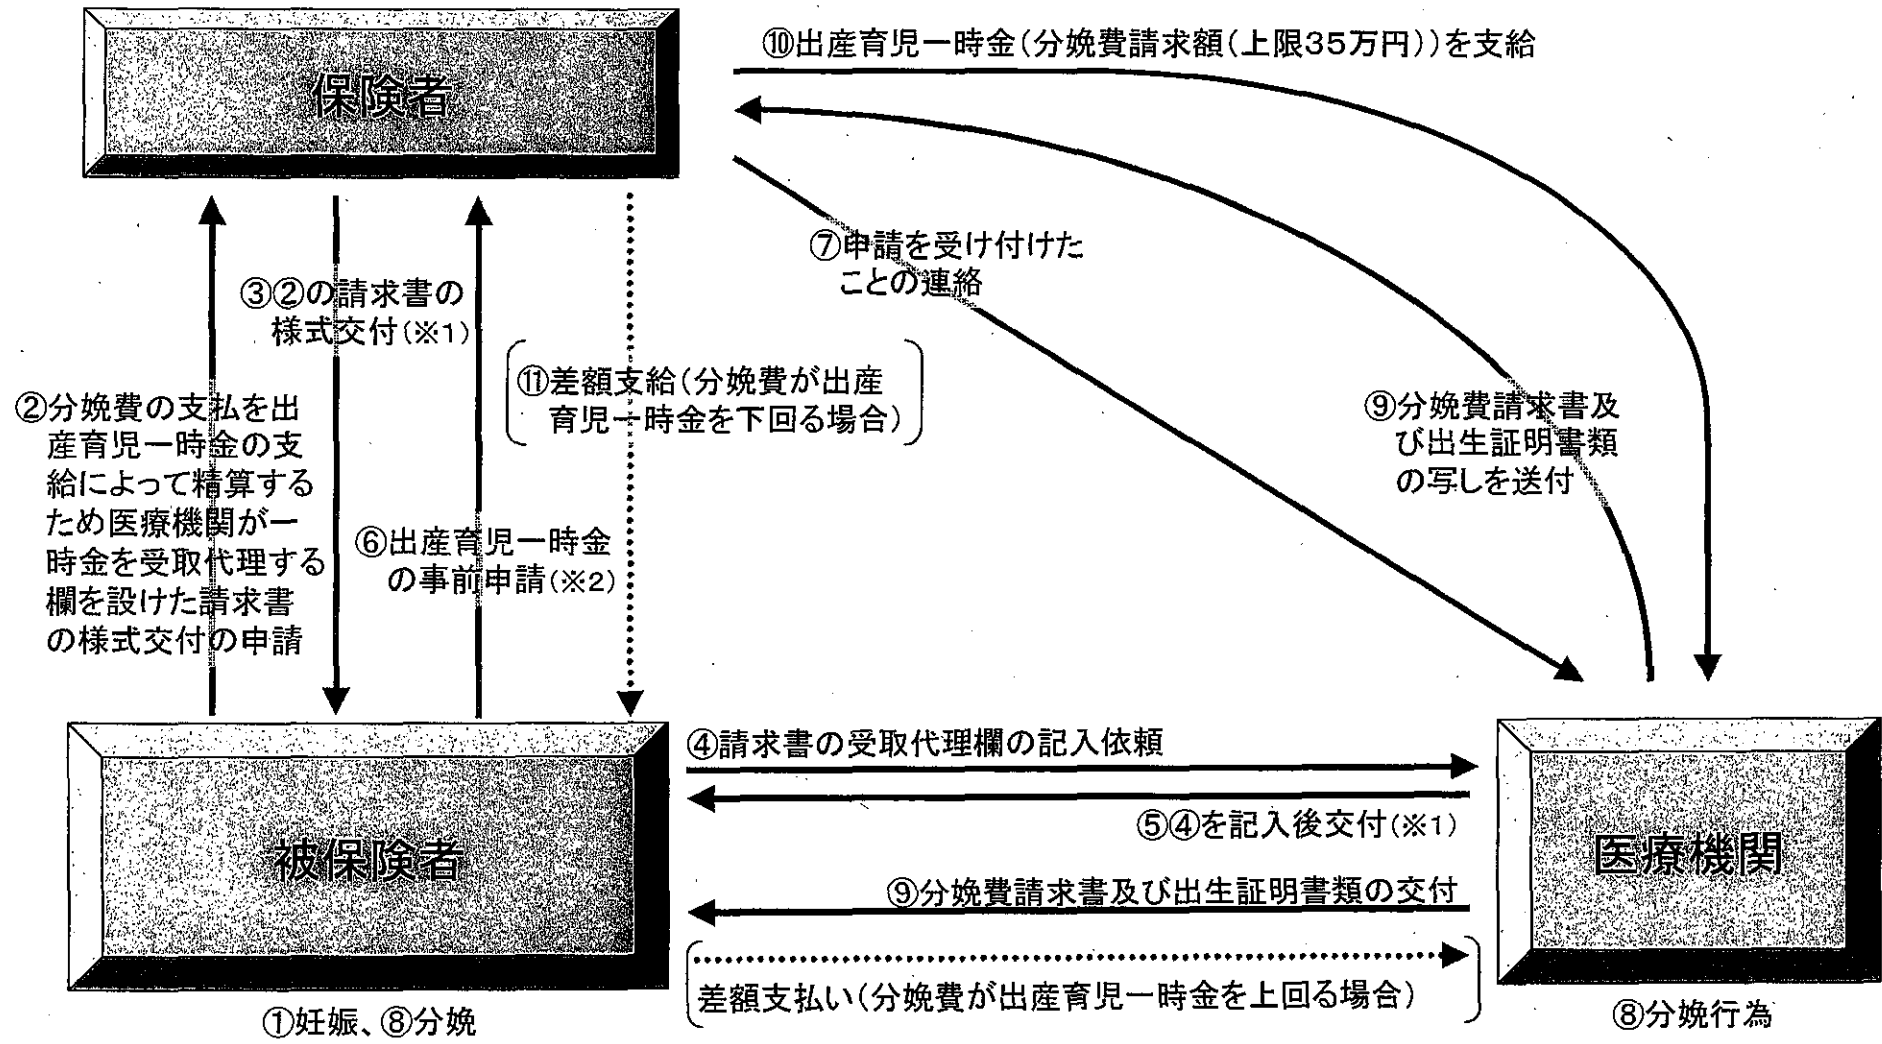 ⑩出産育児一時金(分娩費請求額(上限35万円))を支給
保険者
⑦申請を受け付けた
ことの連絡
③②の請求書の
様式交付(※1)
⑪差額支給(分娩費が出産
育児一時金を下回る場合)
②分娩費の支払を出
産育児一時金の支
給によって精算する
ため医療機関が一
時金を受取代理する
欄を設けた請求書
の様式交付の申請
⑨分娩費請求書及
び出生証明書類
の写しを送付
⑥出産育児一時金
の事前申請(※2)
④請求書の受取代理欄の記入依頼
⑤④を記入後交付(※1)
被保険者
医療機関
⑨分娩費請求書及び出生証明書類の交付
差額支払い(分娩費が出産育児一時金を上回る場合)
①妊娠、⑧分娩
⑧分娩行為